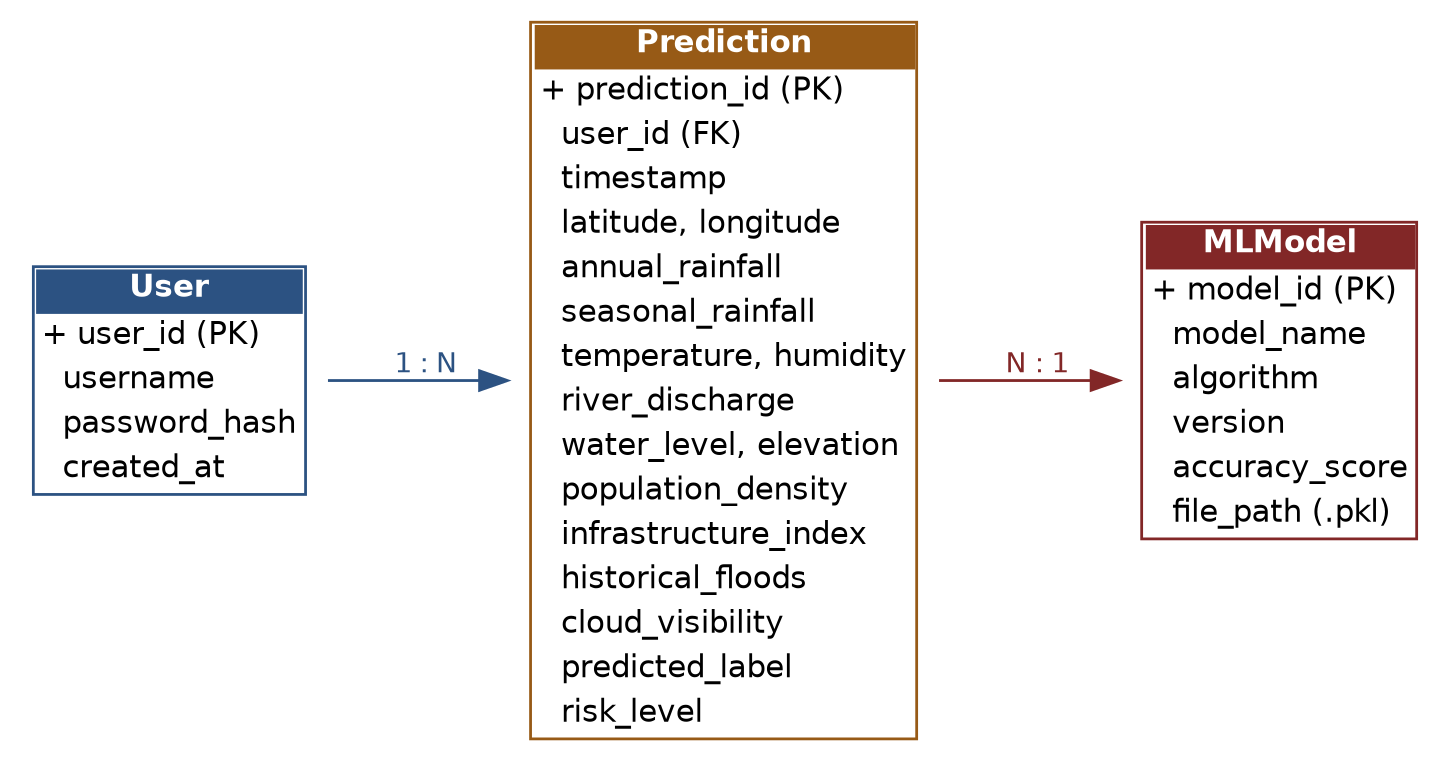 User
+ user_id (PK)
username
password_hash
created_at
1 : N
Prediction
+ prediction_id (PK)
user_id (FK)
timestamp
latitude, longitude
annual_rainfall
seasonal_rainfall
temperature, humidity
river_discharge
water_level, elevation
population_density
infrastructure_index
historical_floods
cloud_visibility
predicted_label
risk_level
N : 1
MLModel
+ model_id (PK)
model_name
algorithm
version
accuracy_score
file_path (.pkl)